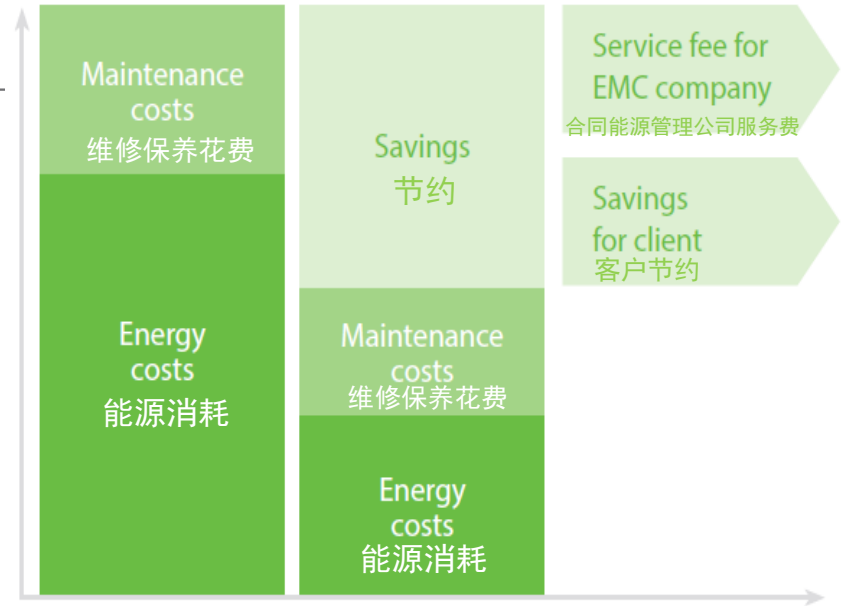 Maintenance
costs
维修保养花费
Energy
costs
能源消耗
Savings
节约
Maintenance
costs
维修保养花费
Energy
costs
能源消耗
Service fee for
EMC company
合同能源管理公司服务费
Savings
for client
客户节约